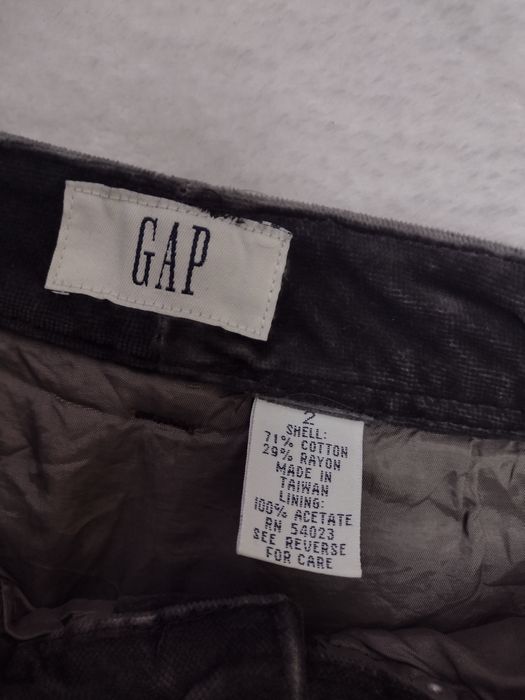 GAP
2
SHELL:
71% COTTON
29% RAYON
MADE IN
TAIWAN
LINING:
100% ACETATE
RN 54023
SEE REVERSE
FOR CARE